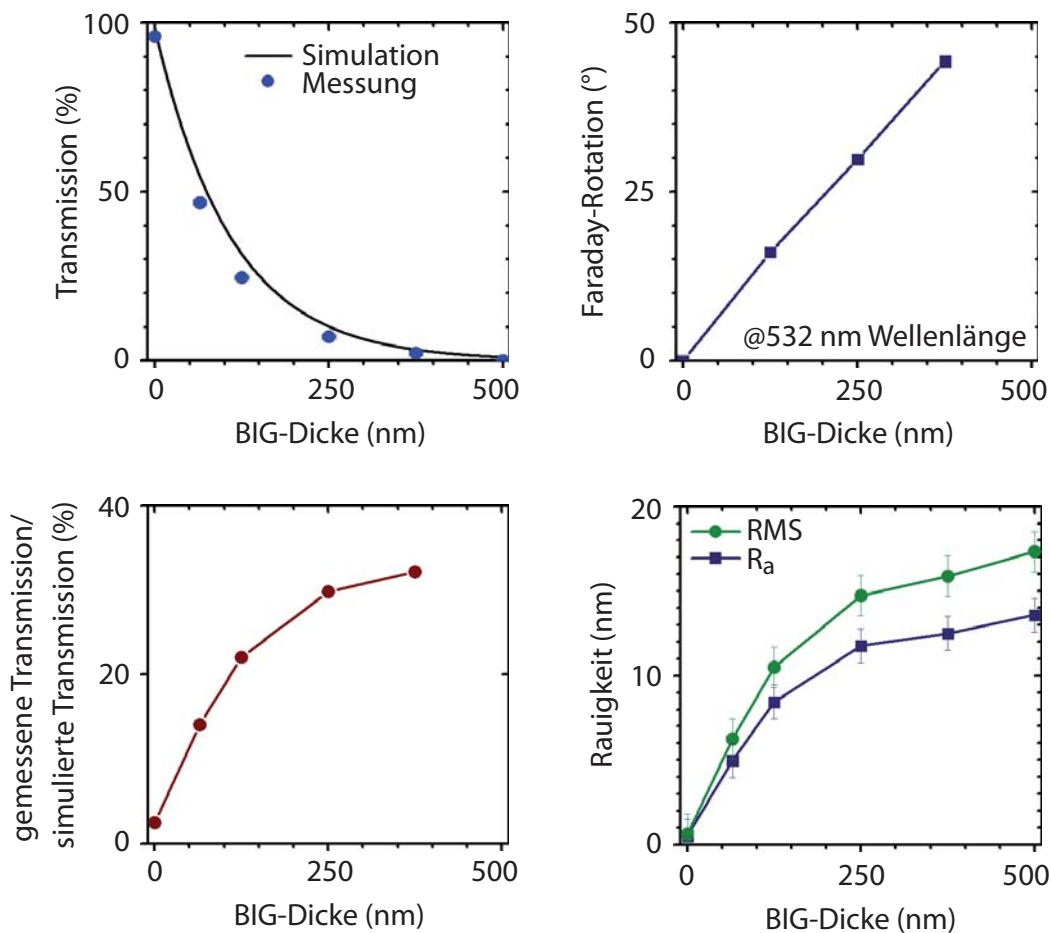 Transmission (%)
100
50
0
Simulation
Messung
0
250
500
BIG-Dicke (nm)
Faraday-Rotation (°)
50
25
0
@532 nm Wellenlänge
0
250
500
BIG-Dicke (nm)
gemessene Transmission/
simulierte Transmission (%)
40
20
0
0
250
500
BIG-Dicke (nm)
Rauigkeit (nm)
20
10
0
RMS
Ra
0
250
500
BIG-Dicke (nm)